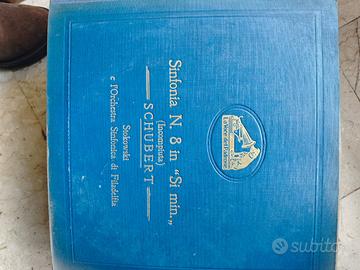 Sinfonia N. 8 in "Si min.„
(Incompiuta)
SCHUBERT
Stokowski
e l'Orchestra Sinfonica di Filadelfia
subito